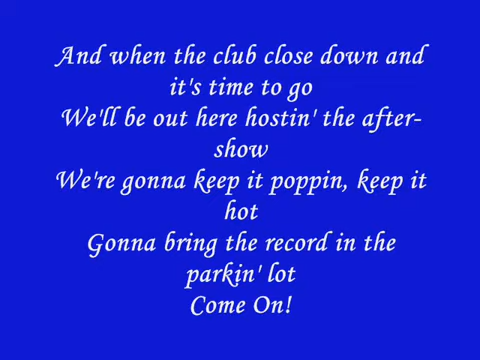 And when the club close down and
it's time to go
We'll be out here hostin' the after-
show
We're gonna keep it poppin, keep it
hot
Gonna bring the record in the
parkin' lot
Come On!